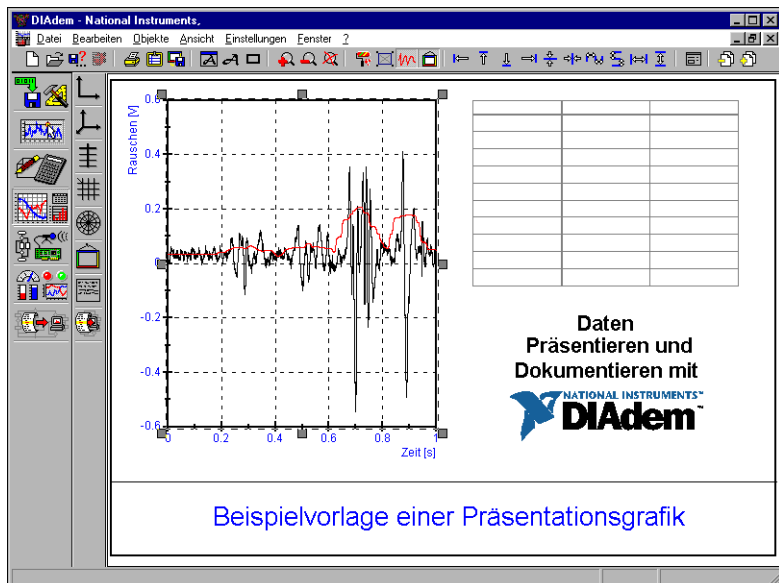 DIAdem - National Instruments,
Datei Bearbeiten Objekte Ansicht Einstellungen Fenster ?
Rauschen [V]
0.6
0.4
0.2
0
-0.2
-0.4
-0.6
0 0.2 0.4 0.6 0.8 1
Zeit [s]
Daten
Präsentieren und
Dokumentieren mit
NATIONAL INSTRUMENTS™
DIAdem™
Beispielvorlage einer Präsentationsgrafik